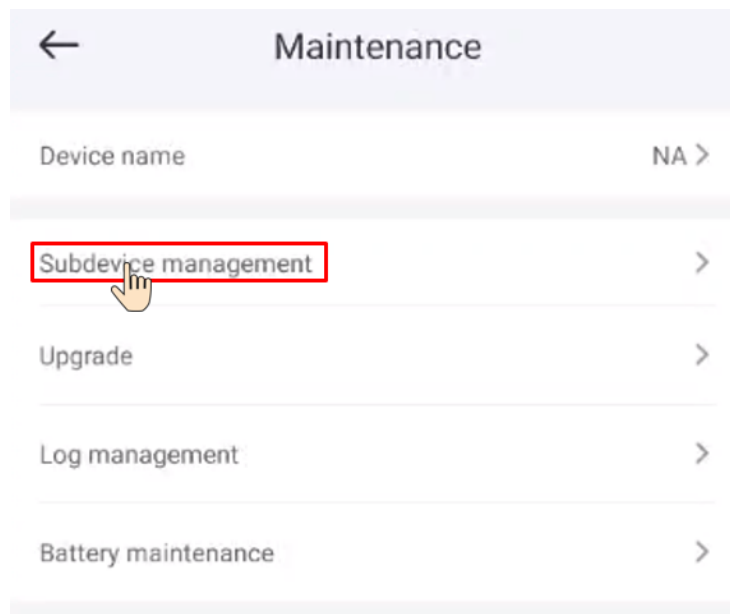 Maintenance
Device name NA
Subdevice management
Upgrade
Log management
Battery maintenance